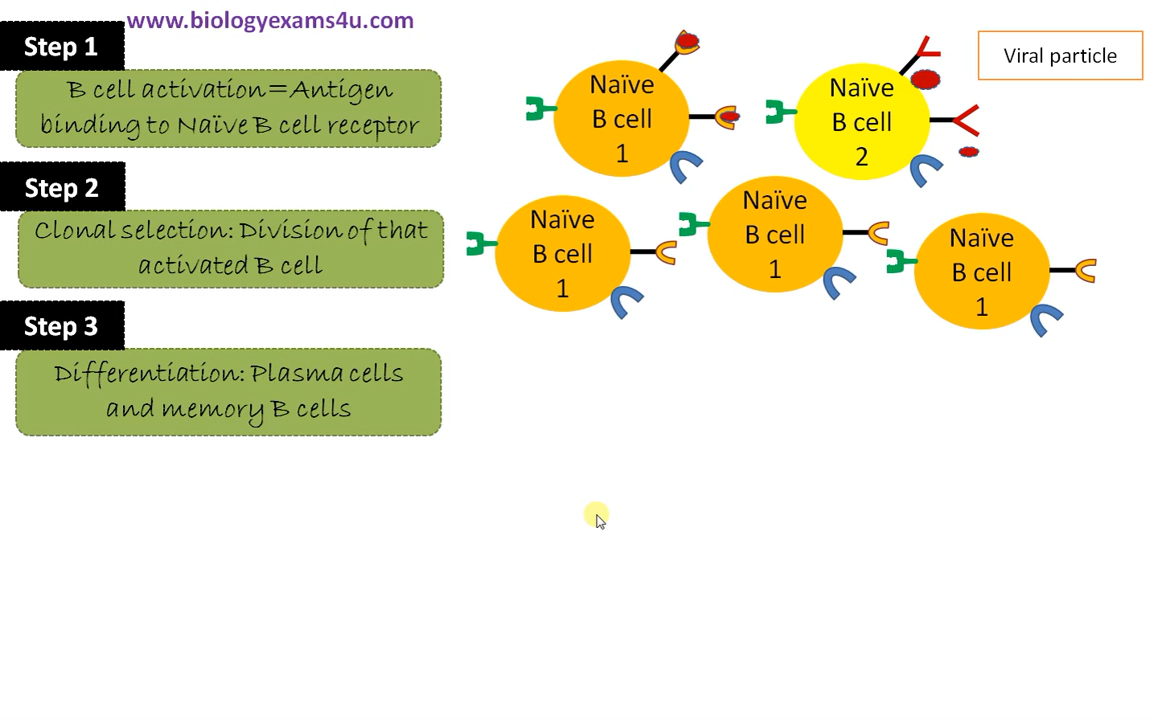 www.biologyexams4u.com
Step 1
B cell activation=Antigen
binding to Naïve B cell receptor
Step 2
Clonal selection: Division of that
activated B cell
Step 3
Differentiation: Plasma cells
and memory B cells
Naïve
B cell
1
Naïve
B cell
2
Viral particle
Naïve
B cell
1
Naïve
B cell
1
Naïve
B cell
1